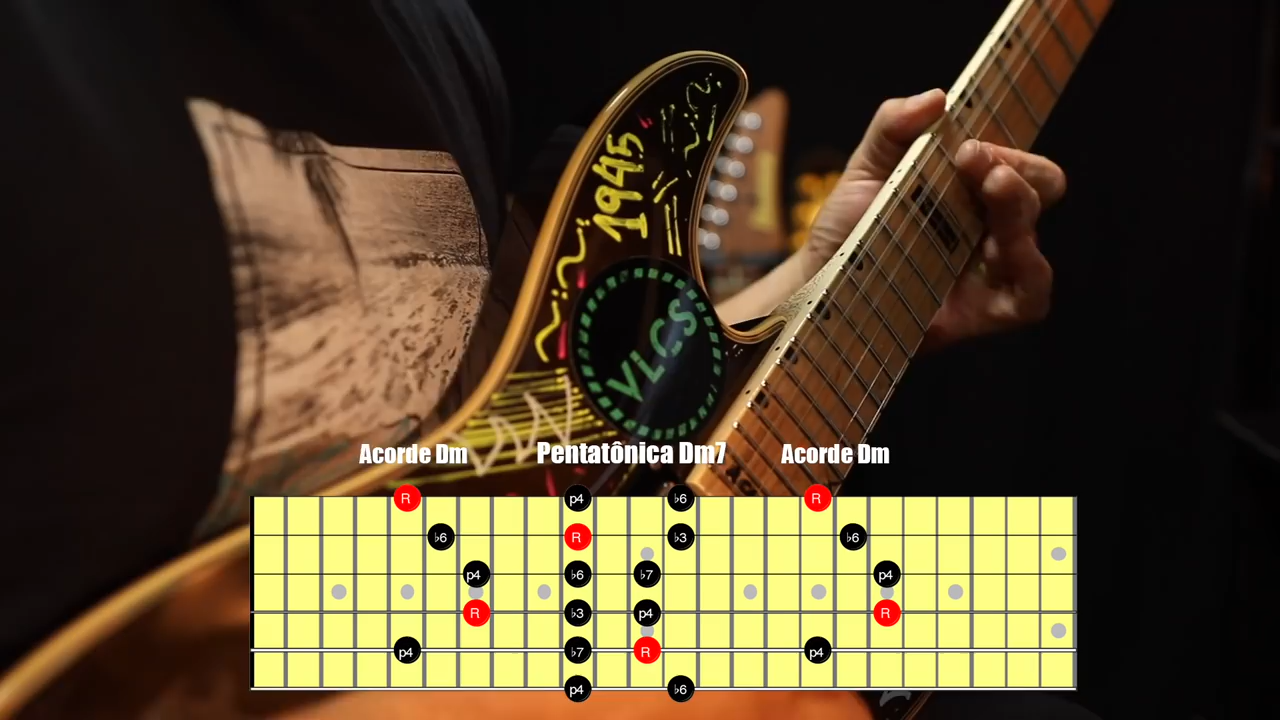 1945
VLCS
Acorde Dm
Pentatônica Dm7
Acorde Dm
R p4 ♭6 R
♭6 R ♭3 ♭6
p4 ♭6 ♭7 p4
R ♭3 p4 R
p4 ♭7 R p4
p4 ♭6